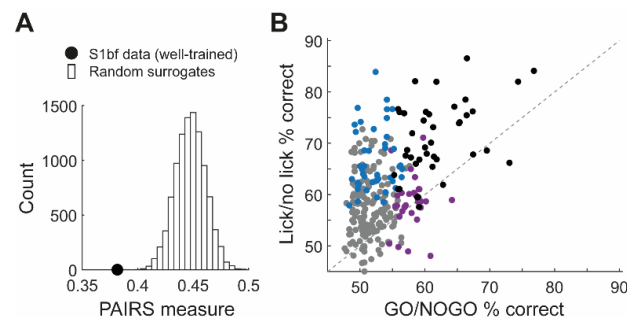 A
S1bf data (well-trained)
Random surrogates
1500
1000
500
0
Count
0.35
0.4
0.45
0.5
PAIRS measure
B
90
80
70
60
50
Lick/no lick % correct
50
60
70
80
90
GO/NOGO % correct